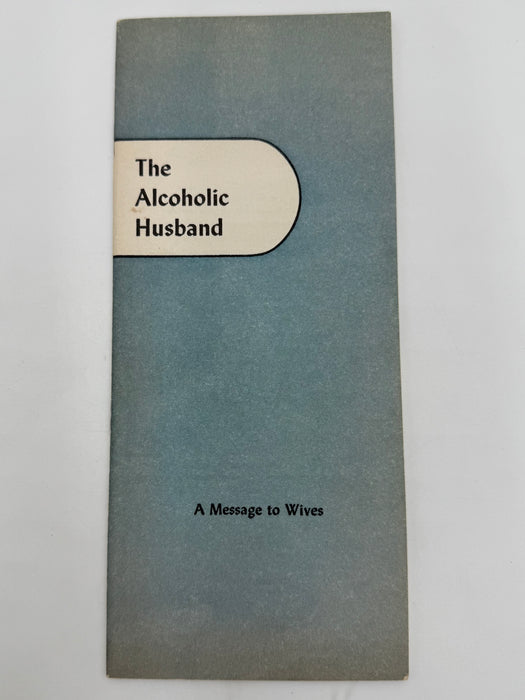 The
Alcoholic
Husband
A Message to Wives